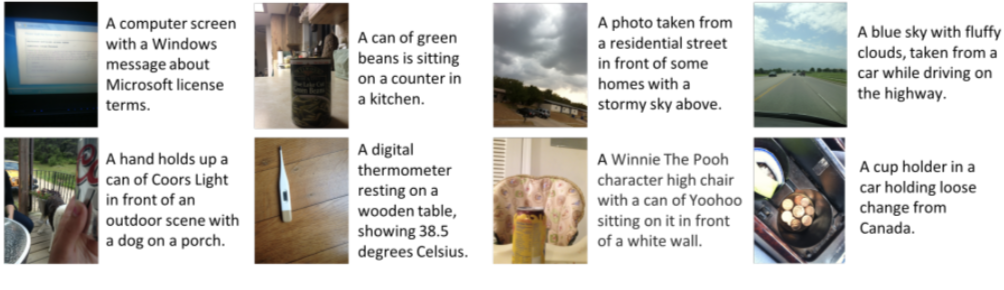 A computer screen
with a Windows
message about
Microsoft license
terms.
A can of green
beans is sitting
on a counter in
a kitchen.
A photo taken from
a residential street
in front of some
homes with a
stormy sky above.
A blue sky with fluffy
clouds, taken from a
car while driving on
the highway.
A hand holds up a
can of Coors Light
in front of an
outdoor scene with
a dog on a porch.
A digital
thermometer
resting on a
wooden table,
showing 38.5
degrees Celsius.
A Winnie The Pooh
character high chair
with a can of Yoohoo
sitting on it in front
of a white wall.
A cup holder in a
car holding loose
change from
Canada.